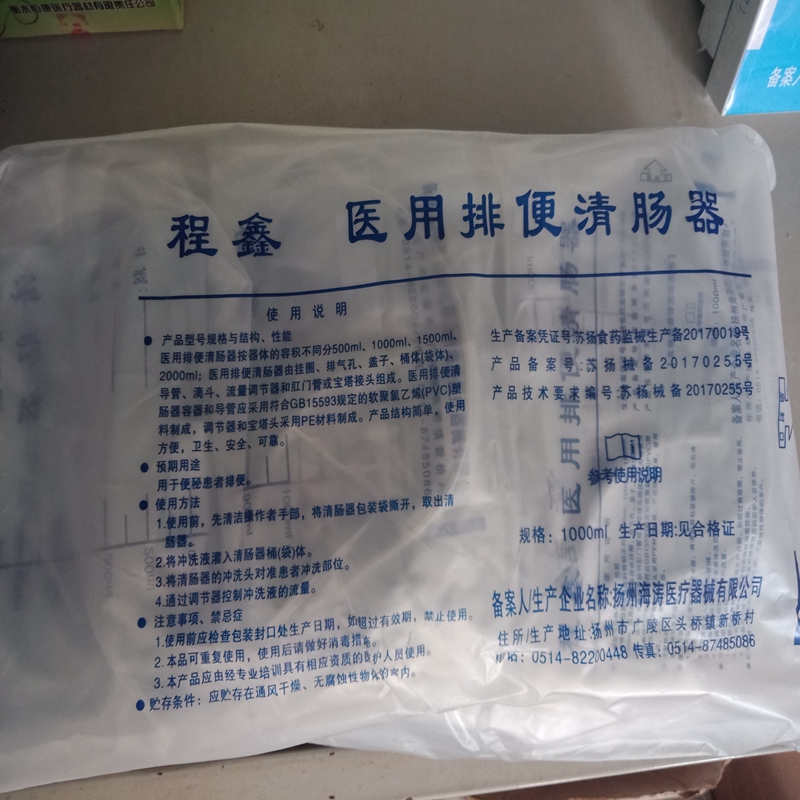 医疗器材有限责任公司
备案人
程鑫 医用排便清肠器
使用说明
● 产品型号规格与结构、性能
医用排便清肠器按器体的容积不同分500ml、1000ml、1500ml、
2000ml；医用排便清肠器由挂圈、排气孔、盖子、桶体(袋体)、
导管、滴斗、流量调节器和肛门管或宝塔接头组成。医用排便清
肠器容器和导管应采用符合GB15593规定的软聚氯乙烯(PVC)塑
料制成，调节器和宝塔头采用PE材料制成。产品结构简单，使用
方便，卫生、安全、可靠。
● 预期用途
用于便秘患者排便。
● 使用方法
1.使用前，先清洁操作者手部，将清肠器包装袋撕开，取出清
肠器。
2.将冲洗液灌入清肠器桶(袋)体。
3.将清肠器的冲洗头对准患者冲洗部位。
4.通过调节器控制冲洗液的流量。
● 注意事项、禁忌症
1.使用前应检查包装封口处生产日期，如超过有效期，禁止使用。
2.本品可重复使用，使用后请做好消毒措施。
3.本产品应由经专业培训具有相应资质的医护人员使用。
● 贮存条件：应贮存在通风干燥、无腐蚀性物体的室内。
生产备案凭证号:苏扬食药监械生产备20170019号
产品备案号:苏扬械备20170255号
产品技术要求编号:苏扬械备20170255号
参考使用说明
规格：1000ml 生产日期:见合格证
备案人/生产企业名称:扬州海涛医疗器械有限公司
住所/生产地址:扬州市广陵区头桥镇新桥村
电话：0514-82200448 传真：0514-87485086